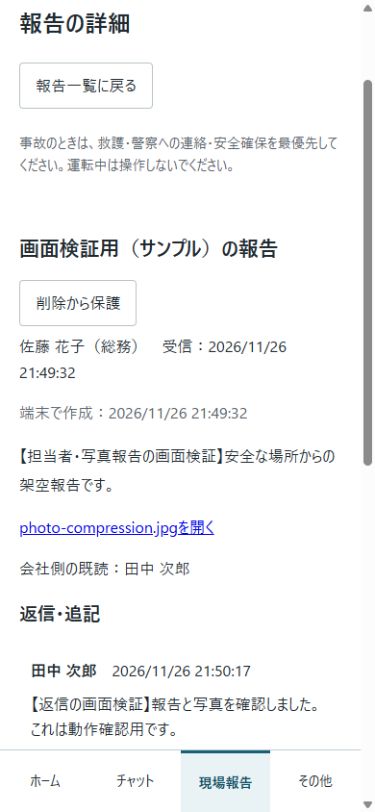 報告の詳細
報告一覧に戻る
事故のときは、救護・警察への連絡・安全確保を最優先して
ください。運転中は操作しないでください。
画面検証用（サンプル）の報告
削除から保護
佐藤 花子（総務）　受信：2026/11/26
21:49:32
端末で作成：2026/11/26 21:49:32
【担当者・写真報告の画面検証】安全な場所からの
架空報告です。
photo-compression.jpgを開く
会社側の既読：田中 次郎
返信・追記
田中 次郎　2026/11/26 21:50:17
【返信の画面検証】報告と写真を確認しました。
これは動作確認用です。
ホーム　チャット　現場報告　その他